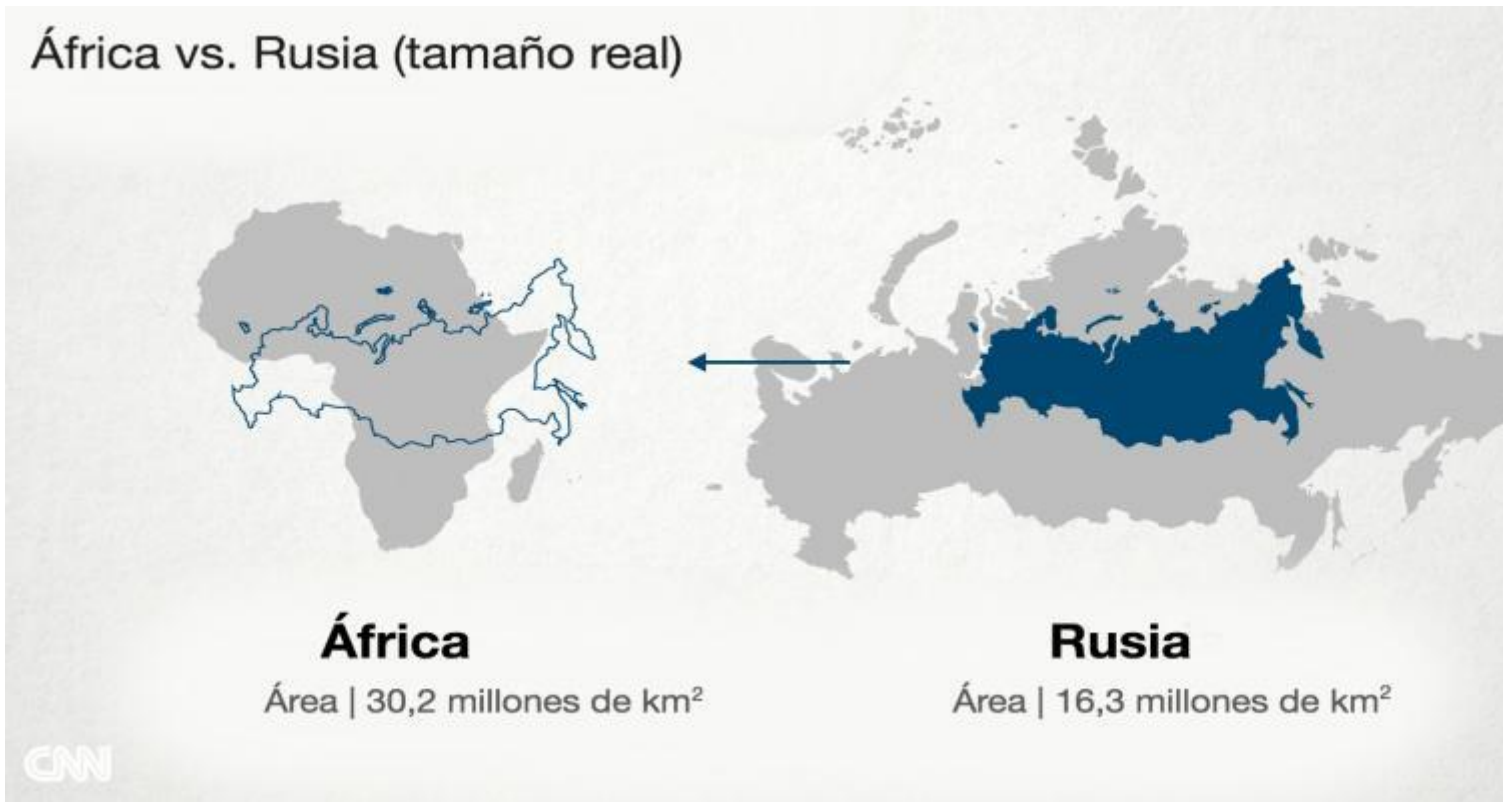 África vs. Rusia (tamaño real)
África
Área | 30,2 millones de km²
Rusia
Área | 16,3 millones de km²
CNN